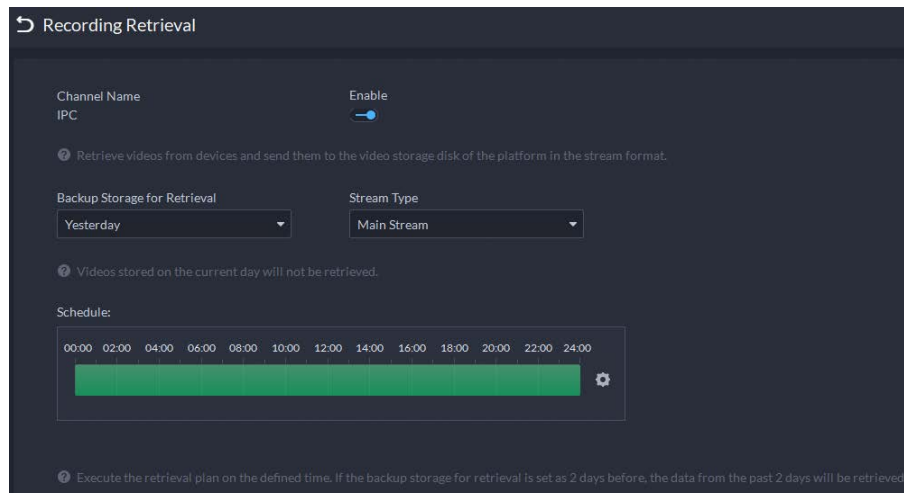 Recording Retrieval
Channel Name
Enable
IPC
Retrieve videos from devices and send them to the video storage disk of the platform in the stream format.
Backup Storage for Retrieval
Stream Type
Yesterday
Main Stream
Videos stored on the current day will not be retrieved.
Schedule:
00:00 02:00 04:00 06:00 08:00 10:00 12:00 14:00 16:00 18:00 20:00 22:00 24:00
Execute the retrieval plan on the defined time. If the backup storage for retrieval is set as 2 days before, the data from the past 2 days will be retrieved